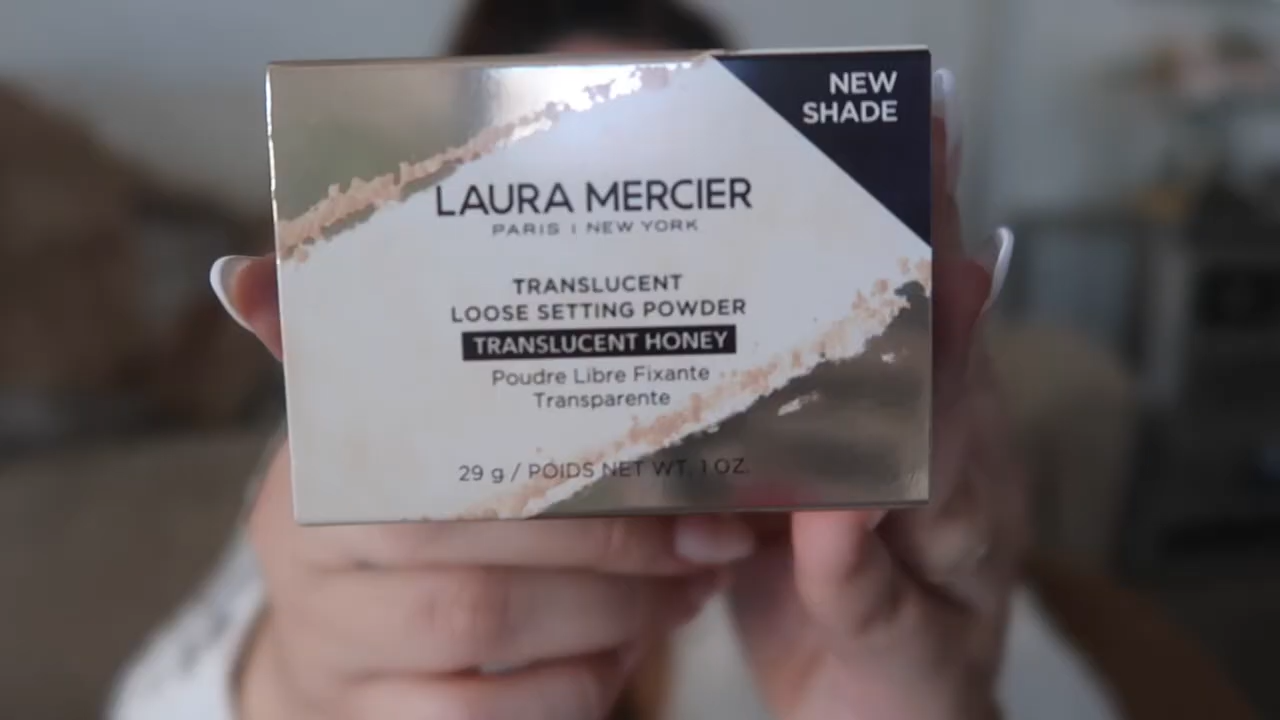 NEW
SHADE
LAURA MERCIER
PARIS | NEW YORK
TRANSLUCENT
LOOSE SETTING POWDER
TRANSLUCENT HONEY
Poudre Libre Fixante
Transparente
29 g / POIDS NET WT. 1 OZ.